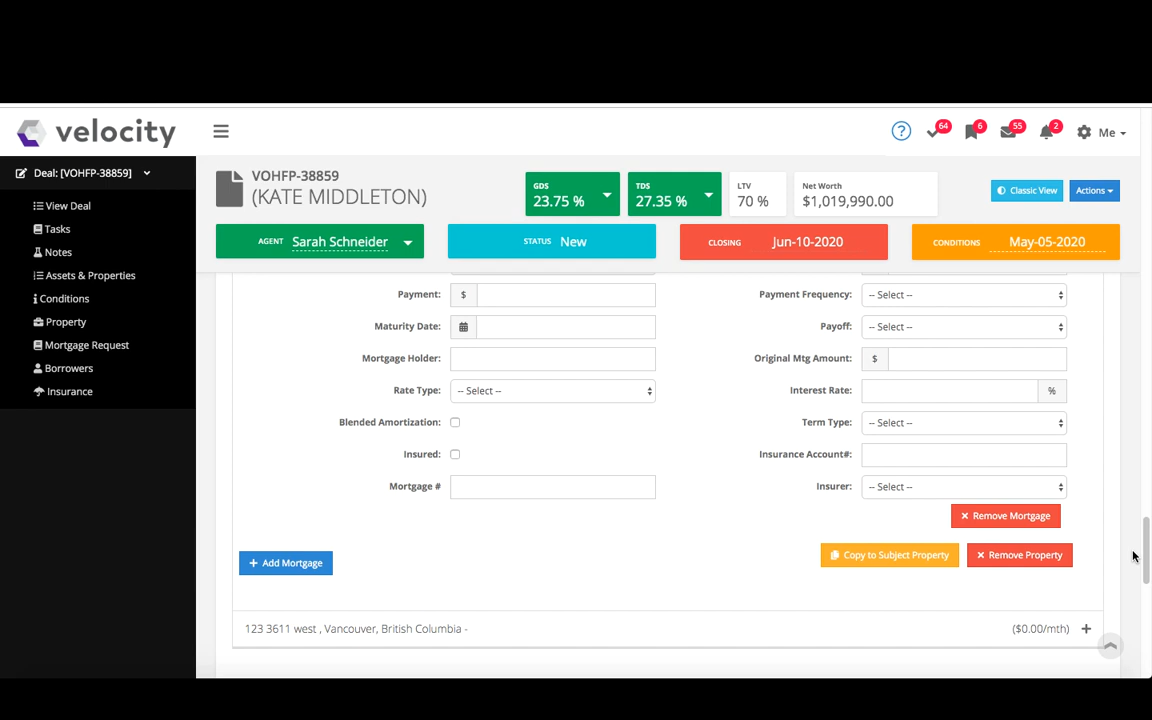 velocity
64
6
55
2
Me
Deal: [VOHFP-38859]
View Deal
Tasks
Notes
Assets & Properties
Conditions
Property
Mortgage Request
Borrowers
Insurance
VOHFP-38859
(KATE MIDDLETON)
GDS
23.75 %
TDS
27.35 %
LTV
70 %
Net Worth
$1,019,990.00
Classic View
Actions
AGENT Sarah Schneider
STATUS New
CLOSING Jun-10-2020
CONDITIONS May-05-2020
Payment: $
Payment Frequency: -- Select --
Maturity Date:
Payoff: -- Select --
Mortgage Holder:
Original Mtg Amount: $
Rate Type: -- Select --
Interest Rate: %
Blended Amortization:
Term Type: -- Select --
Insured:
Insurance Account#:
Mortgage #
Insurer: -- Select --
Remove Mortgage
+ Add Mortgage
Copy to Subject Property
Remove Property
123 3611 west , Vancouver, British Columbia - ($0.00/mth) +